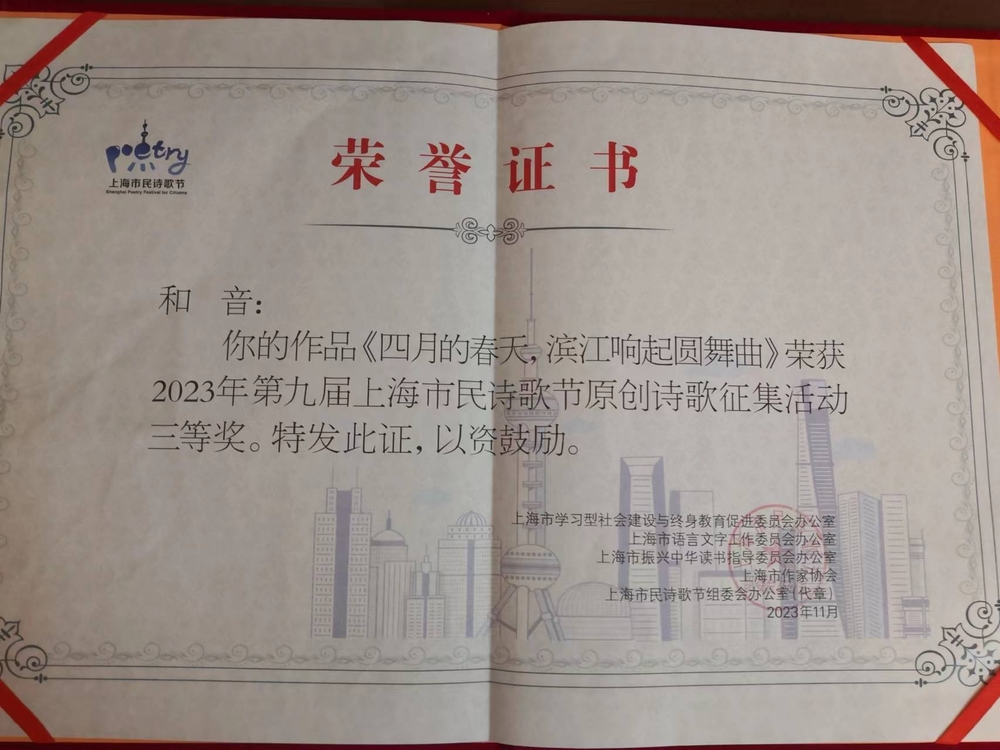 poetry
上海市民诗歌节
Shanghai Poetry Festival for Citizens
荣誉证书
和 音：
你的作品《四月的春天，滨江响起圆舞曲》荣获
2023年第九届上海市民诗歌节原创诗歌征集活动
三等奖。特发此证，以资鼓励。
上海市学习型社会建设与终身教育促进委员会办公室
上海市语言文字工作委员会办公室
上海市振兴中华读书指导委员会办公室
上海市作家协会
上海市民诗歌节组委会办公室（代章）
2023年11月